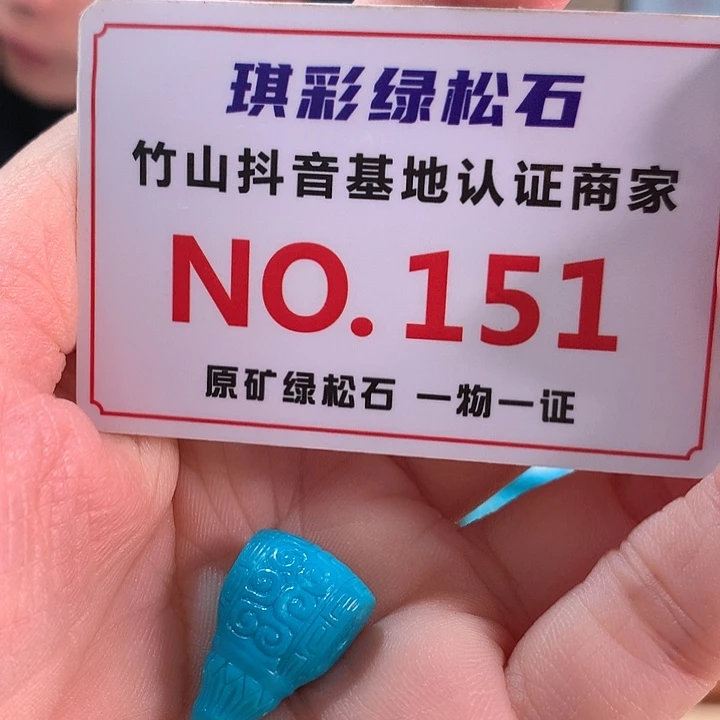 琪彩绿松石
竹山抖音基地认证商家
NO.151
原矿绿松石 一物一证